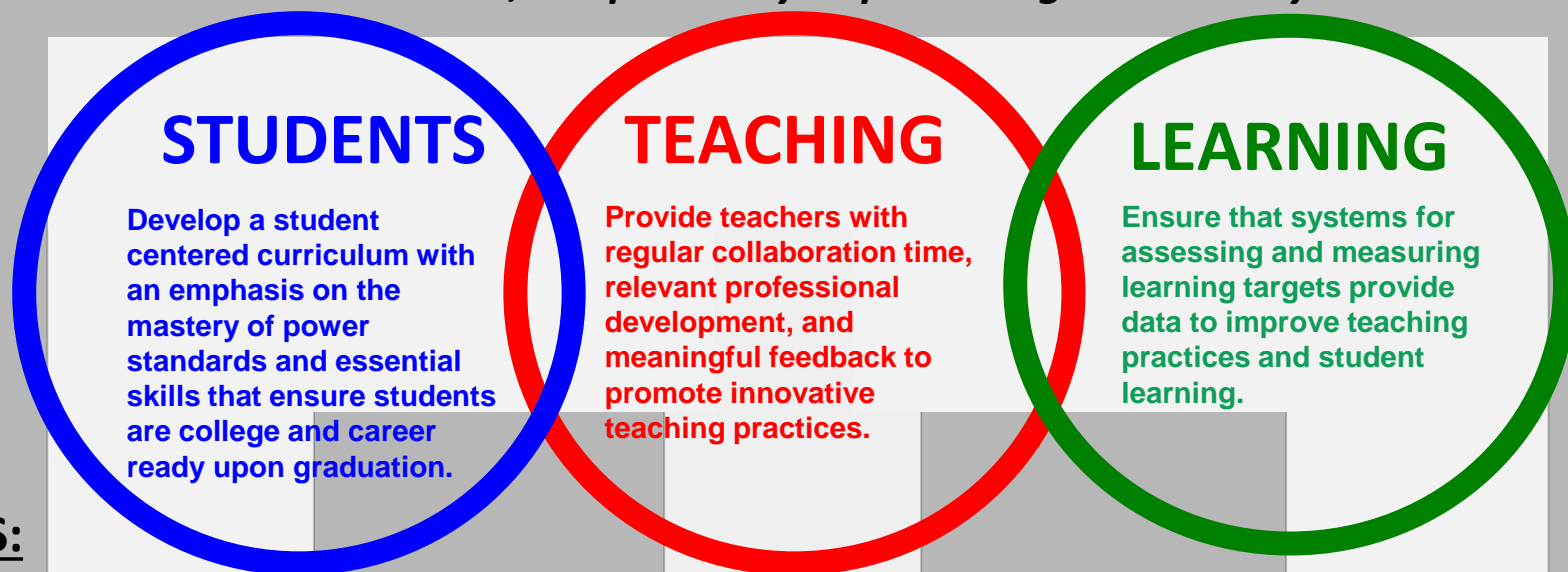 STUDENTS
Develop a student
centered curriculum with
an emphasis on the
mastery of power
standards and essential
skills that ensure students
are college and career
ready upon graduation.
TEACHING
Provide teachers with
regular collaboration time,
relevant professional
development, and
meaningful feedback to
promote innovative
teaching practices.
LEARNING
Ensure that systems for
assessing and measuring
learning targets provide
data to improve teaching
practices and student
learning.
S: